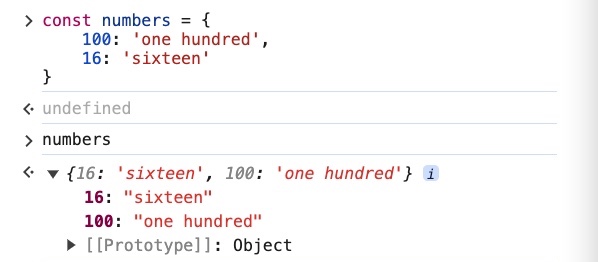 const numbers = {
100: 'one hundred',
16: 'sixteen'
}
undefined
numbers
{16: 'sixteen', 100: 'one hundred'} i
16: "sixteen"
100: "one hundred"
[[Prototype]]: Object